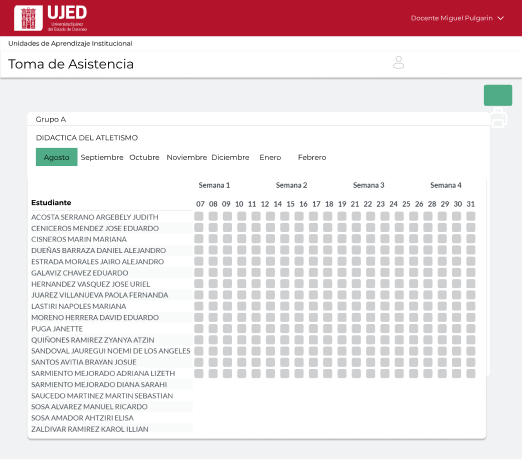 UJED
Universidad Juárez
del Estado de Durango
Docente Miguel Pulgarin
Unidades de Aprendizaje Institucional
Toma de Asistencia
Grupo A
DIDACTICA DEL ATLETISMO
Agosto Septiembre Octubre Noviembre Diciembre Enero Febrero
Semana 1 Semana 2 Semana 3 Semana 4
Estudiante 07 08 09 10 11 12 14 15 16 17 18 19 21 22 23 24 25 26 28 29 30 31
ACOSTA SERRANO ARGEBELY JUDITH
CENICEROS MENDEZ JOSE EDUARDO
CISNEROS MARIN MARIANA
DUEÑAS BARRAZA DANIEL ALEJANDRO
ESTRADA MORALES JAIRO ALEJANDRO
GALAVIZ CHAVEZ EDUARDO
HERNANDEZ VASQUEZ JOSE URIEL
JUAREZ VILLANUEVA PAOLA FERNANDA
LASTIRI NAPOLES MARIANA
MORENO HERRERA DAVID EDUARDO
PUGA JANETTE
QUIÑONES RAMIREZ ZYANYA ATZIN
SANDOVAL JAUREGUI NOEMI DE LOS ANGELES
SANTOS AVITIA BRAYAN JOSUE
SARMIENTO MEJORADO ADRIANA LIZETH
SARMIENTO MEJORADO DIANA SARAHI
SAUCEDO MARTINEZ MARTIN SEBASTIAN
SOSA ALVAREZ MANUEL RICARDO
SOSA AMADOR AHTZIRI ELISA
ZALDIVAR RAMIREZ KAROL ILLIAN